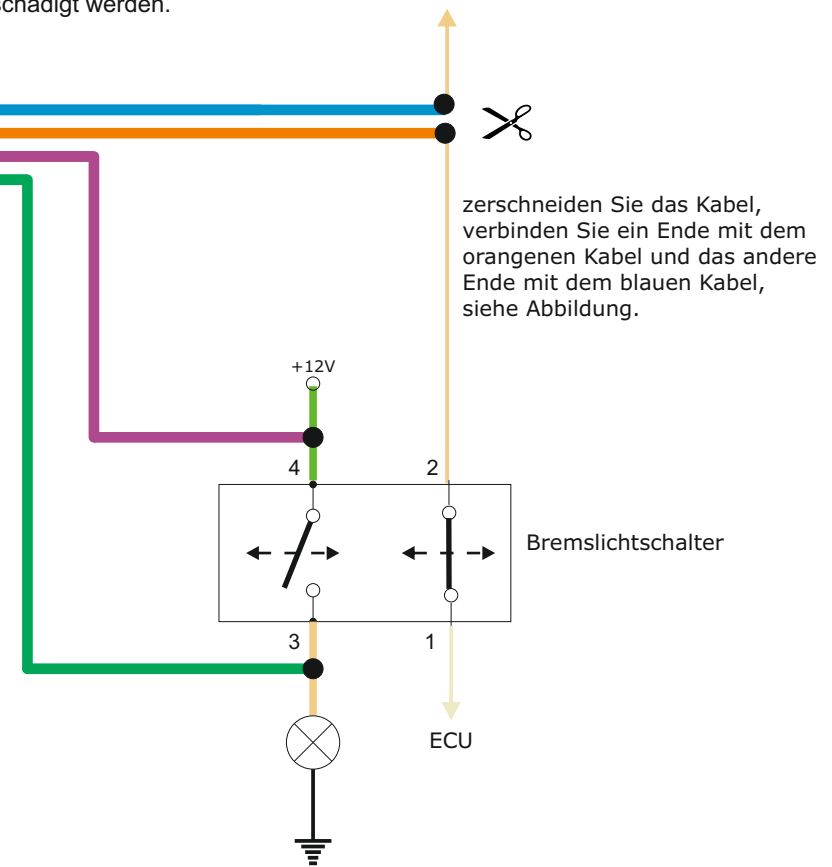 schädigt werden.
zerschneiden Sie das Kabel,
verbinden Sie ein Ende mit dem
orangenen Kabel und das andere
Ende mit dem blauen Kabel,
siehe Abbildung.
+12V
4
2
Bremslichtschalter
3
1
ECU